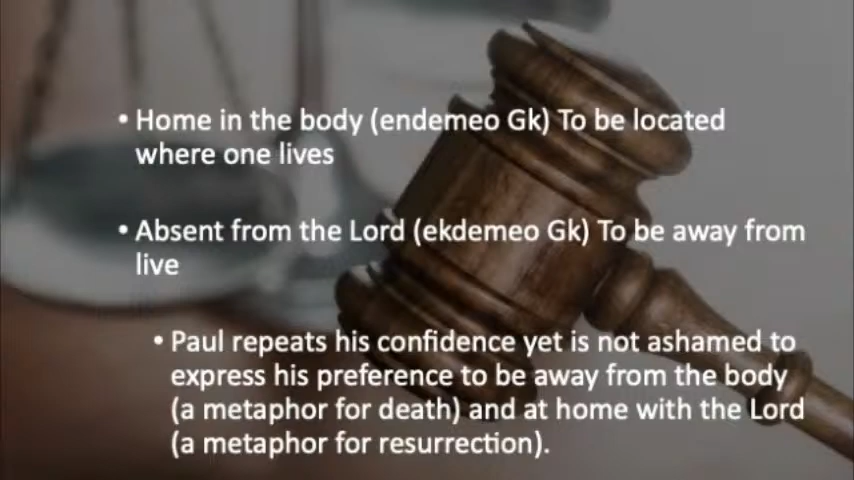 • Home in the body (endemeo Gk) To be located
where one lives
• Absent from the Lord (ekdemeo Gk) To be away from
live
• Paul repeats his confidence yet is not ashamed to
express his preference to be away from the body
(a metaphor for death) and at home with the Lord
(a metaphor for resurrection).